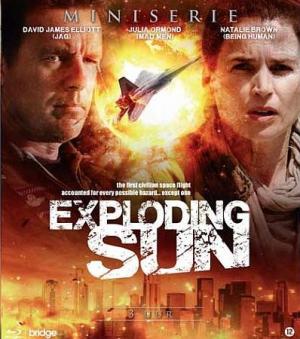 MINISERIE
DAVID JAMES ELLIOTT JULIA ORMOND NATALIE BROWN
(JAG) (MAD MEN) (BEING HUMAN)
the first civilian space flight
accounted for every possible hazard... except one
EXPLODING
SUN
3 UUR
bridge
12